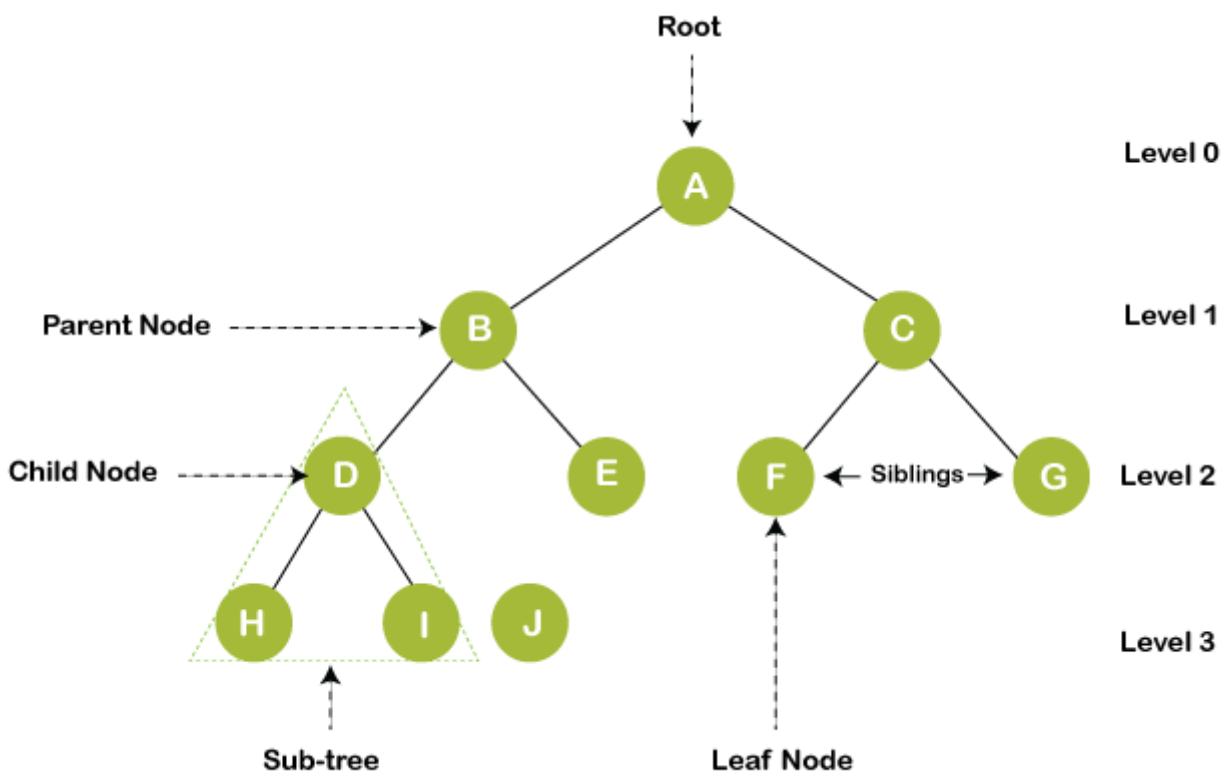 Root
A
Level 0
Parent Node
B
C
Level 1
Child Node
D
E
F
Siblings
G
Level 2
H
I
J
Level 3
Sub-tree
Leaf Node